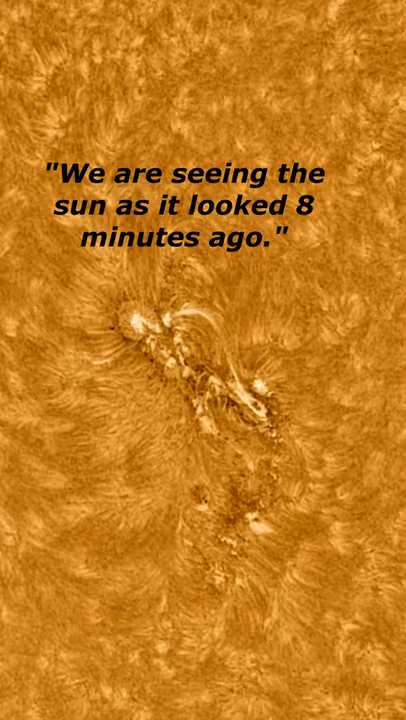 "We are seeing the
sun as it looked 8
minutes ago."